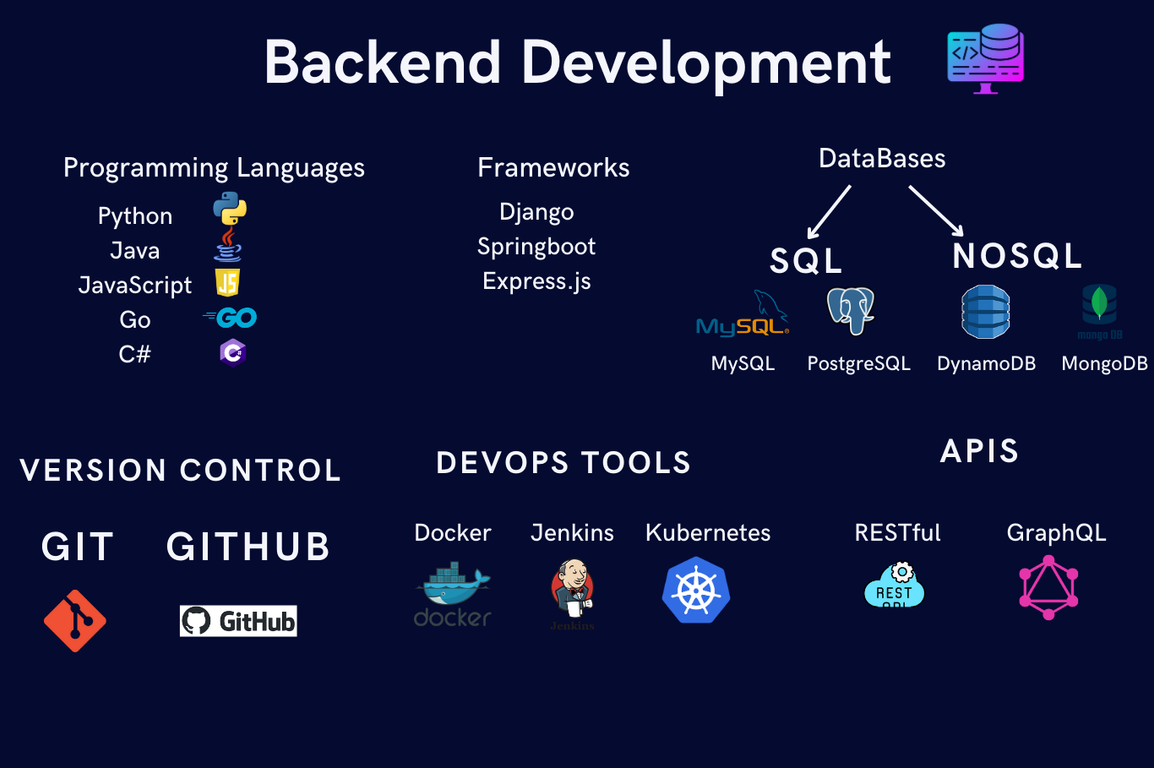 Backend Development
Programming Languages
Python
Java
JavaScript
JS
Go
GO
C#
C#
Frameworks
Django
Springboot
Express.js
DataBases
SQL
NOSQL
MySQL®
mongo DB
MySQL
PostgreSQL
DynamoDB
MongoDB
VERSION CONTROL
GIT
GITHUB
GitHub
DEVOPS TOOLS
Docker
Jenkins
Kubernetes
docker
Jenkins
APIS
RESTful
GraphQL
REST
API